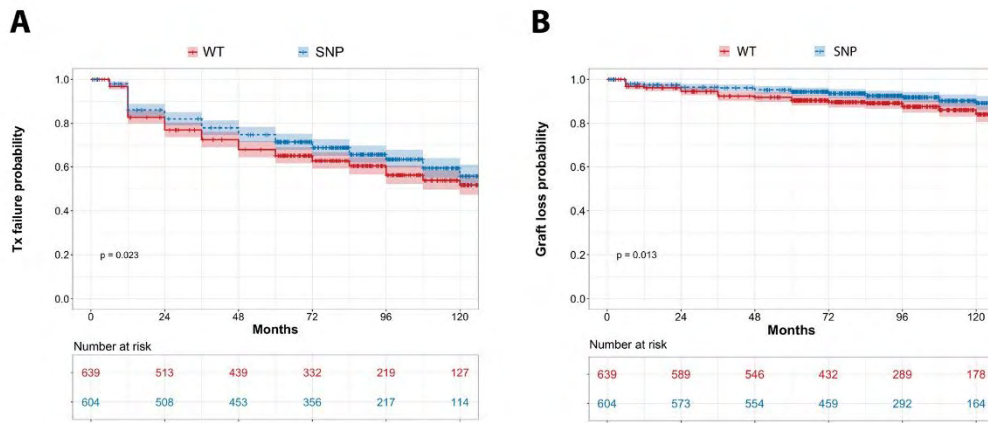 A
WT SNP
1.0
0.8
0.6
0.4
0.2
0.0
Tx failure probability
p = 0.023
0 24 48 72 96 120
Months
Number at risk
639 513 439 332 219 127
604 508 453 356 217 114
B
WT SNP
1.0
0.8
0.6
0.4
0.2
0.0
Graft loss probability
p = 0.013
0 24 48 72 96 120
Months
Number at risk
639 589 546 432 289 178
604 573 554 459 292 164